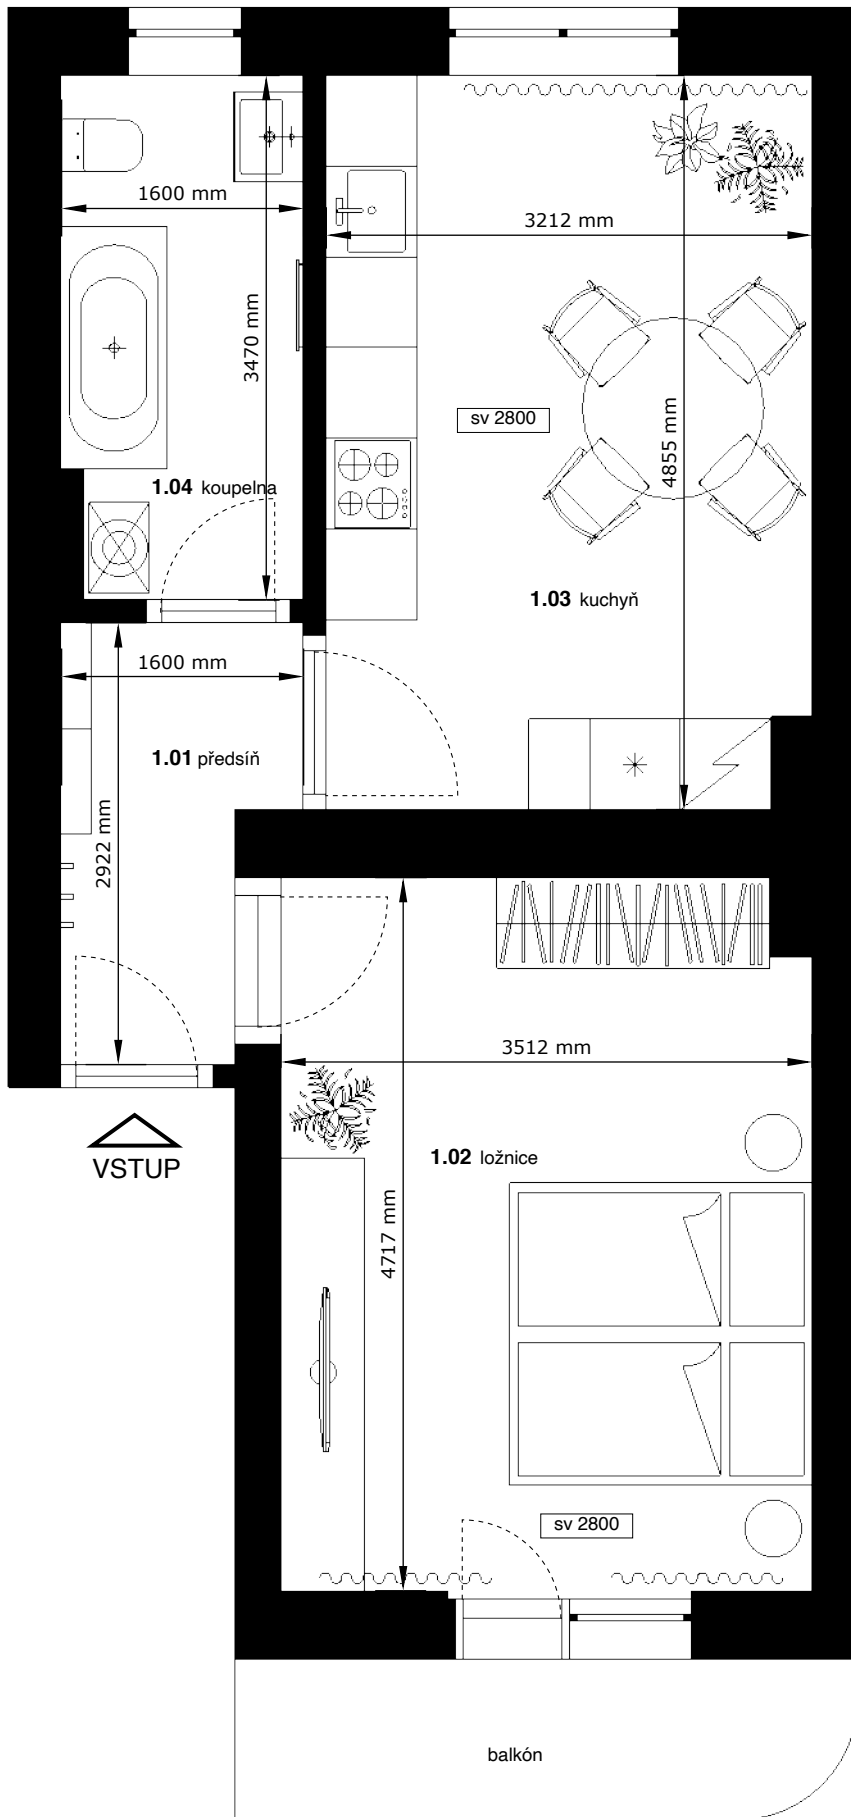 1600 mm
3212 mm
3470 mm
sv 2800
4855 mm
1.04 koupelna
1.03 kuchyň
1600 mm
1.01 předsíň
2922 mm
3512 mm
VSTUP
1.02 ložnice
4717 mm
sv 2800
balkón